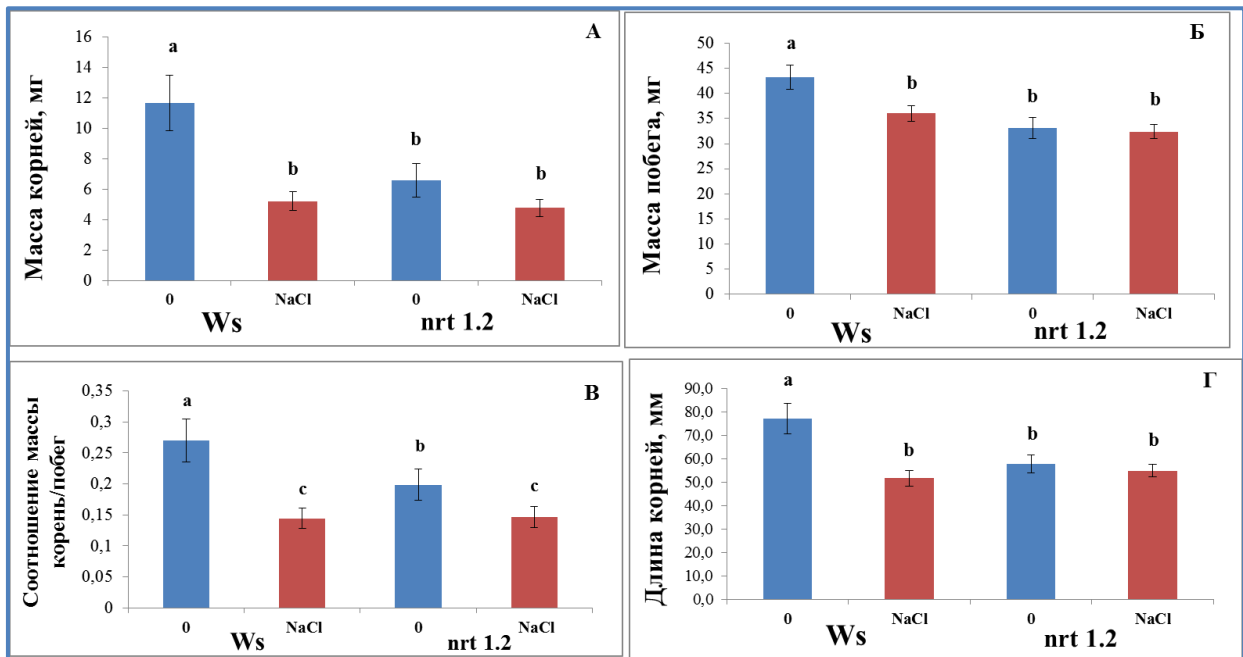 А
Масса корней, мг
16
14
12
10
8
6
4
2
0
a
b
b
b
0
NaCl
0
NaCl
Ws
nrt 1.2
Б
Масса побега, мг
50
45
40
35
30
25
20
15
10
5
0
a
b
b
b
0
NaCl
0
NaCl
Ws
nrt 1.2
В
Соотношение массы
корень/побег
0,35
0,3
0,25
0,2
0,15
0,1
0,05
0
a
c
b
c
0
NaCl
0
NaCl
Ws
nrt 1.2
Г
Длина корней, мм
90,0
80,0
70,0
60,0
50,0
40,0
30,0
20,0
10,0
0,0
a
b
b
b
0
NaCl
0
NaCl
Ws
nrt 1.2